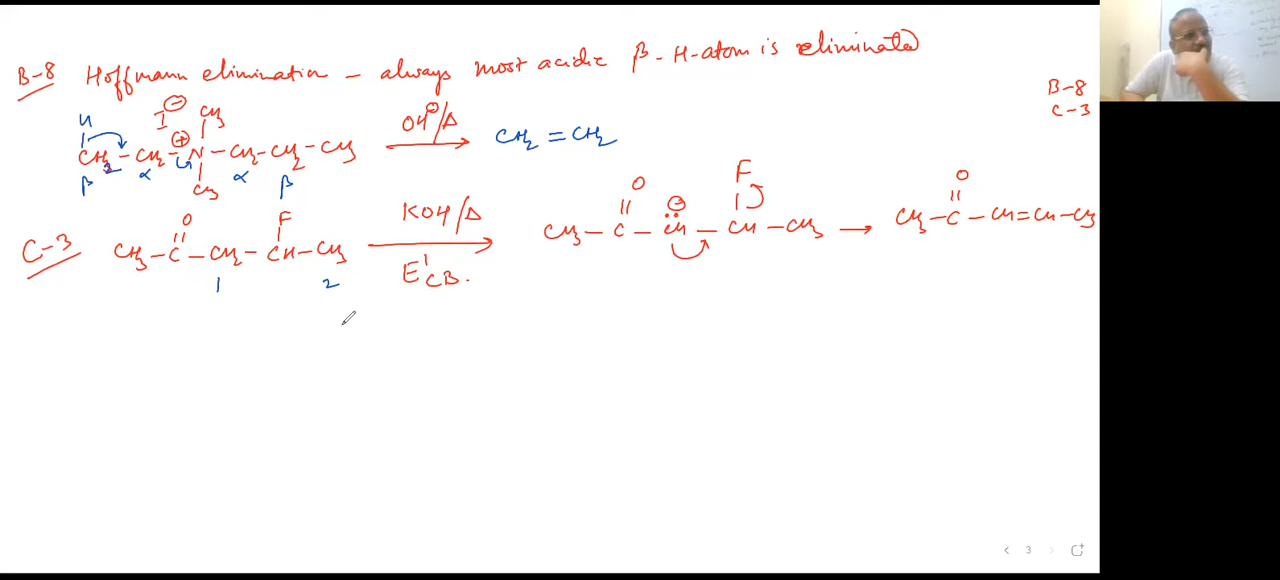 B-8 Hoffmann elimination - always most acidic β-H-atom is eliminated
B-8
C-3
H I⊖ CH3
CH2 - CH2 - N⊕ - CH2 - CH2 - CH3 OH⊖/Δ CH2 = CH2
β α CH3 α β
C-3 O F KOH/Δ O ⊖ F O
CH3 - C - CH2 - CH - CH3 E1CB. CH3 - C - CH - CH - CH3 → CH3 - C - CH = CH - CH3
1 2
3